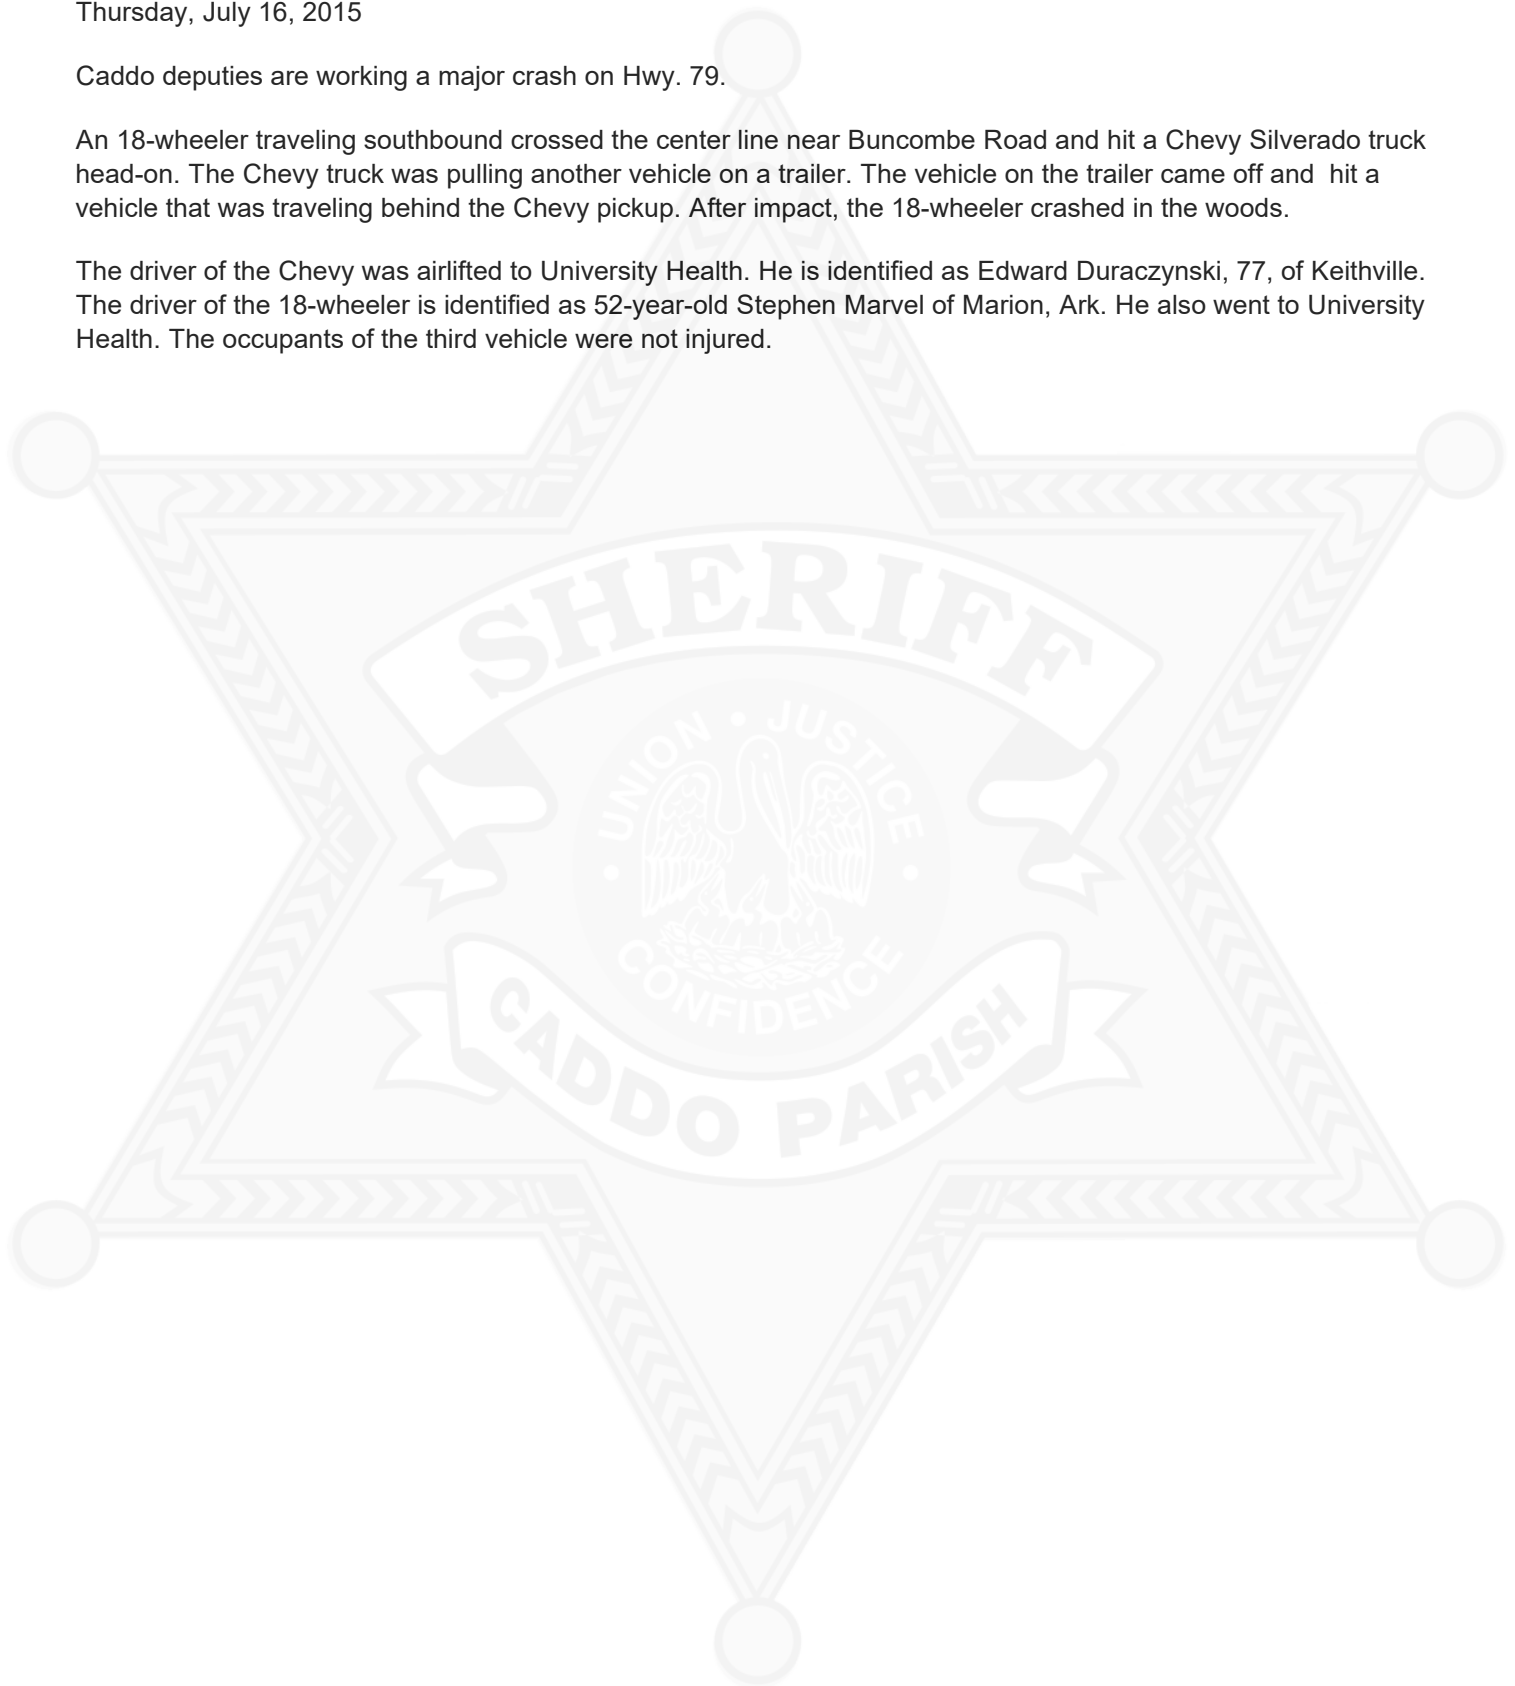 Thursday, July 16, 2015
Caddo deputies are working a major crash on Hwy. 79.
An 18-wheeler traveling southbound crossed the center line near Buncombe Road and hit a Chevy Silverado truck
head-on. The Chevy truck was pulling another vehicle on a trailer. The vehicle on the trailer came off and  hit a
vehicle that was traveling behind the Chevy pickup. After impact, the 18-wheeler crashed in the woods.
The driver of the Chevy was airlifted to University Health. He is identified as Edward Duraczynski, 77, of Keithville.
The driver of the 18-wheeler is identified as 52-year-old Stephen Marvel of Marion, Ark. He also went to University
Health. The occupants of the third vehicle were not injured.
SHERIFF
UNION • JUSTICE
• CONFIDENCE •
CADDO PARISH